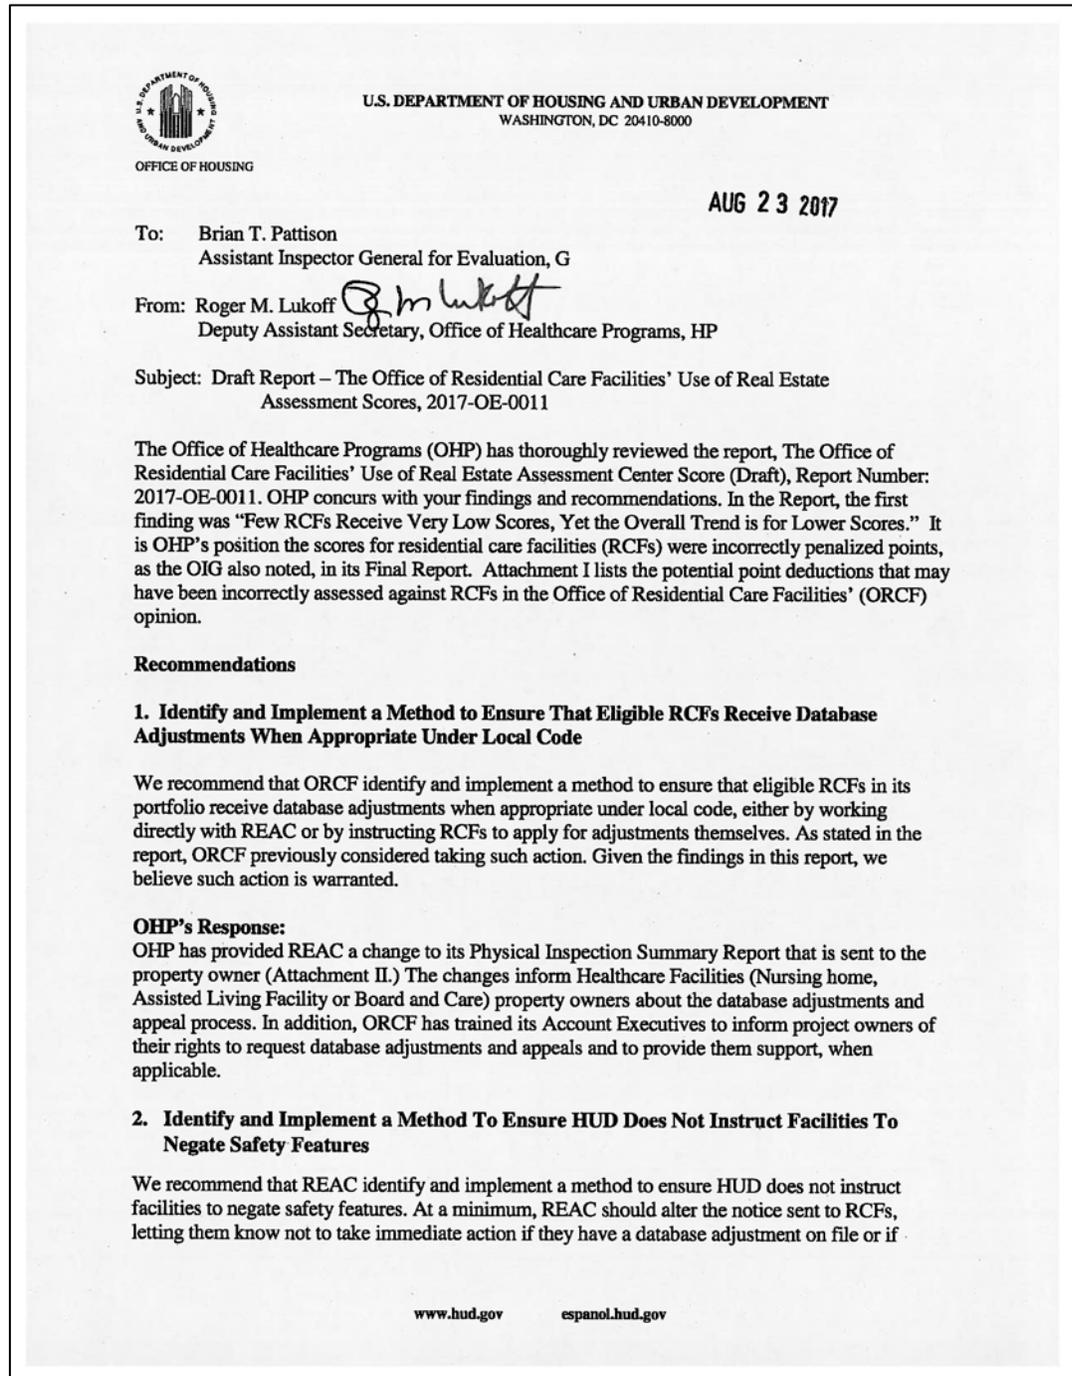 U.S. DEPARTMENT OF HOUSING AND URBAN DEVELOPMENT
WASHINGTON, DC 20410-8000
U.S. DEPARTMENT OF HOUSING AND URBAN DEVELOPMENT
OFFICE OF HOUSING
AUG 23 2017
To: Brian T. Pattison
Assistant Inspector General for Evaluation, G
From: Roger M. Lukoff
Deputy Assistant Secretary, Office of Healthcare Programs, HP
Subject: Draft Report – The Office of Residential Care Facilities' Use of Real Estate
Assessment Scores, 2017-OE-0011
The Office of Healthcare Programs (OHP) has thoroughly reviewed the report, The Office of
Residential Care Facilities' Use of Real Estate Assessment Center Score (Draft), Report Number:
2017-OE-0011. OHP concurs with your findings and recommendations. In the Report, the first
finding was "Few RCFs Receive Very Low Scores, Yet the Overall Trend is for Lower Scores." It
is OHP's position the scores for residential care facilities (RCFs) were incorrectly penalized points,
as the OIG also noted, in its Final Report. Attachment I lists the potential point deductions that may
have been incorrectly assessed against RCFs in the Office of Residential Care Facilities' (ORCF)
opinion.
Recommendations
1. Identify and Implement a Method to Ensure That Eligible RCFs Receive Database
Adjustments When Appropriate Under Local Code
We recommend that ORCF identify and implement a method to ensure that eligible RCFs in its
portfolio receive database adjustments when appropriate under local code, either by working
directly with REAC or by instructing RCFs to apply for adjustments themselves. As stated in the
report, ORCF previously considered taking such action. Given the findings in this report, we
believe such action is warranted.
OHP's Response:
OHP has provided REAC a change to its Physical Inspection Summary Report that is sent to the
property owner (Attachment II.) The changes inform Healthcare Facilities (Nursing home,
Assisted Living Facility or Board and Care) property owners about the database adjustments and
appeal process. In addition, ORCF has trained its Account Executives to inform project owners of
their rights to request database adjustments and appeals and to provide them support, when
applicable.
2. Identify and Implement a Method To Ensure HUD Does Not Instruct Facilities To
Negate Safety Features
We recommend that REAC identify and implement a method to ensure HUD does not instruct
facilities to negate safety features. At a minimum, REAC should alter the notice sent to RCFs,
letting them know not to take immediate action if they have a database adjustment on file or if
www.hud.gov espanol.hud.gov